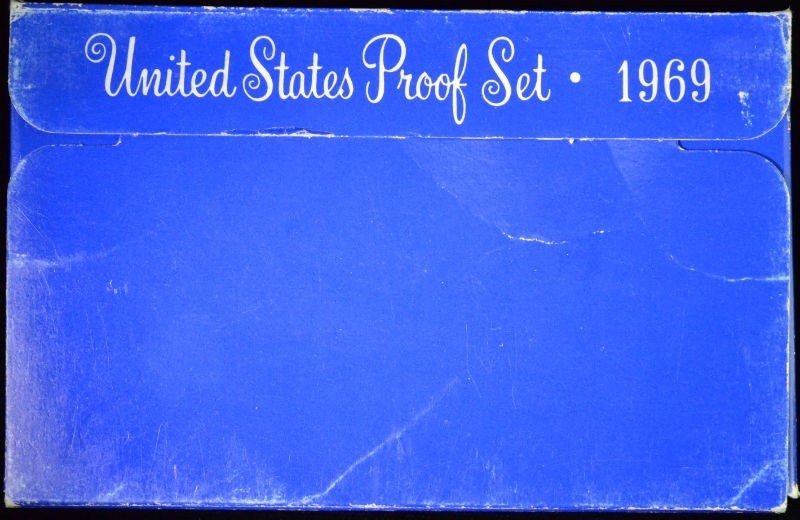 United States Proof Set • 1969